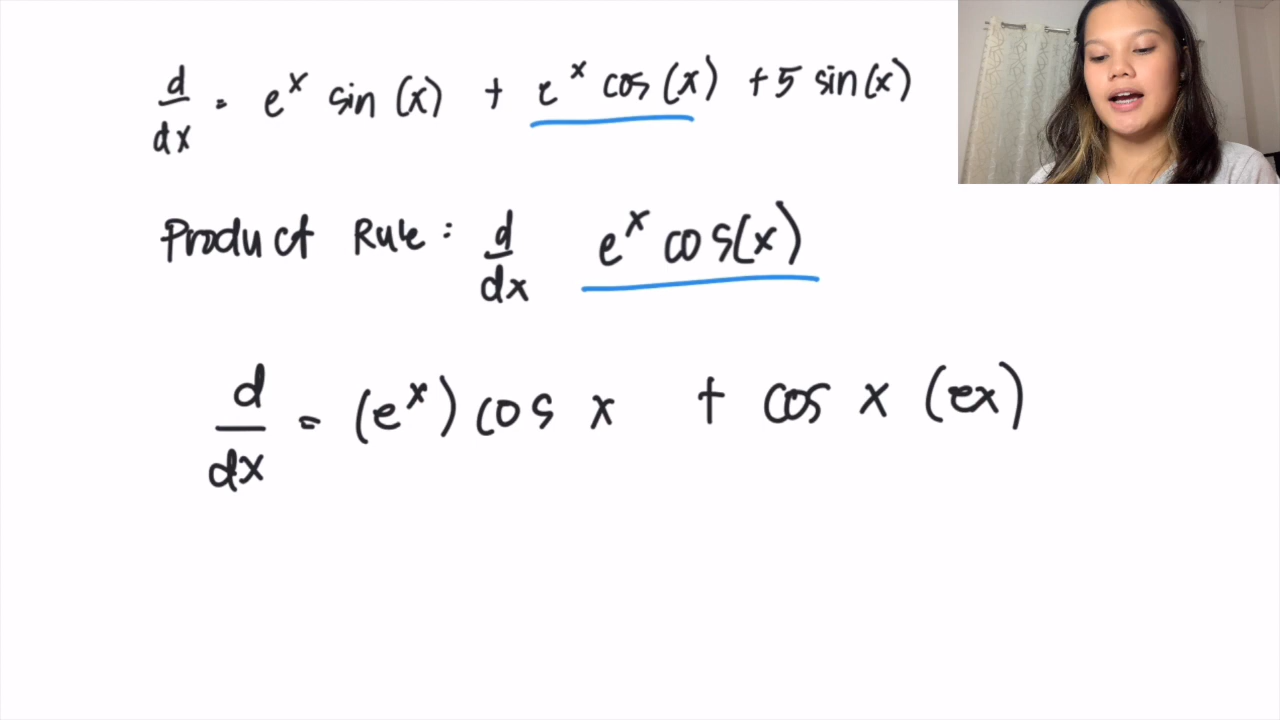 d/dx = e^x sin (x) + e^x cos (x) + 5 sin (x)
Product Rule : d/dx e^x cos(x)
d/dx = (e^x) cos x + cos x (ex)